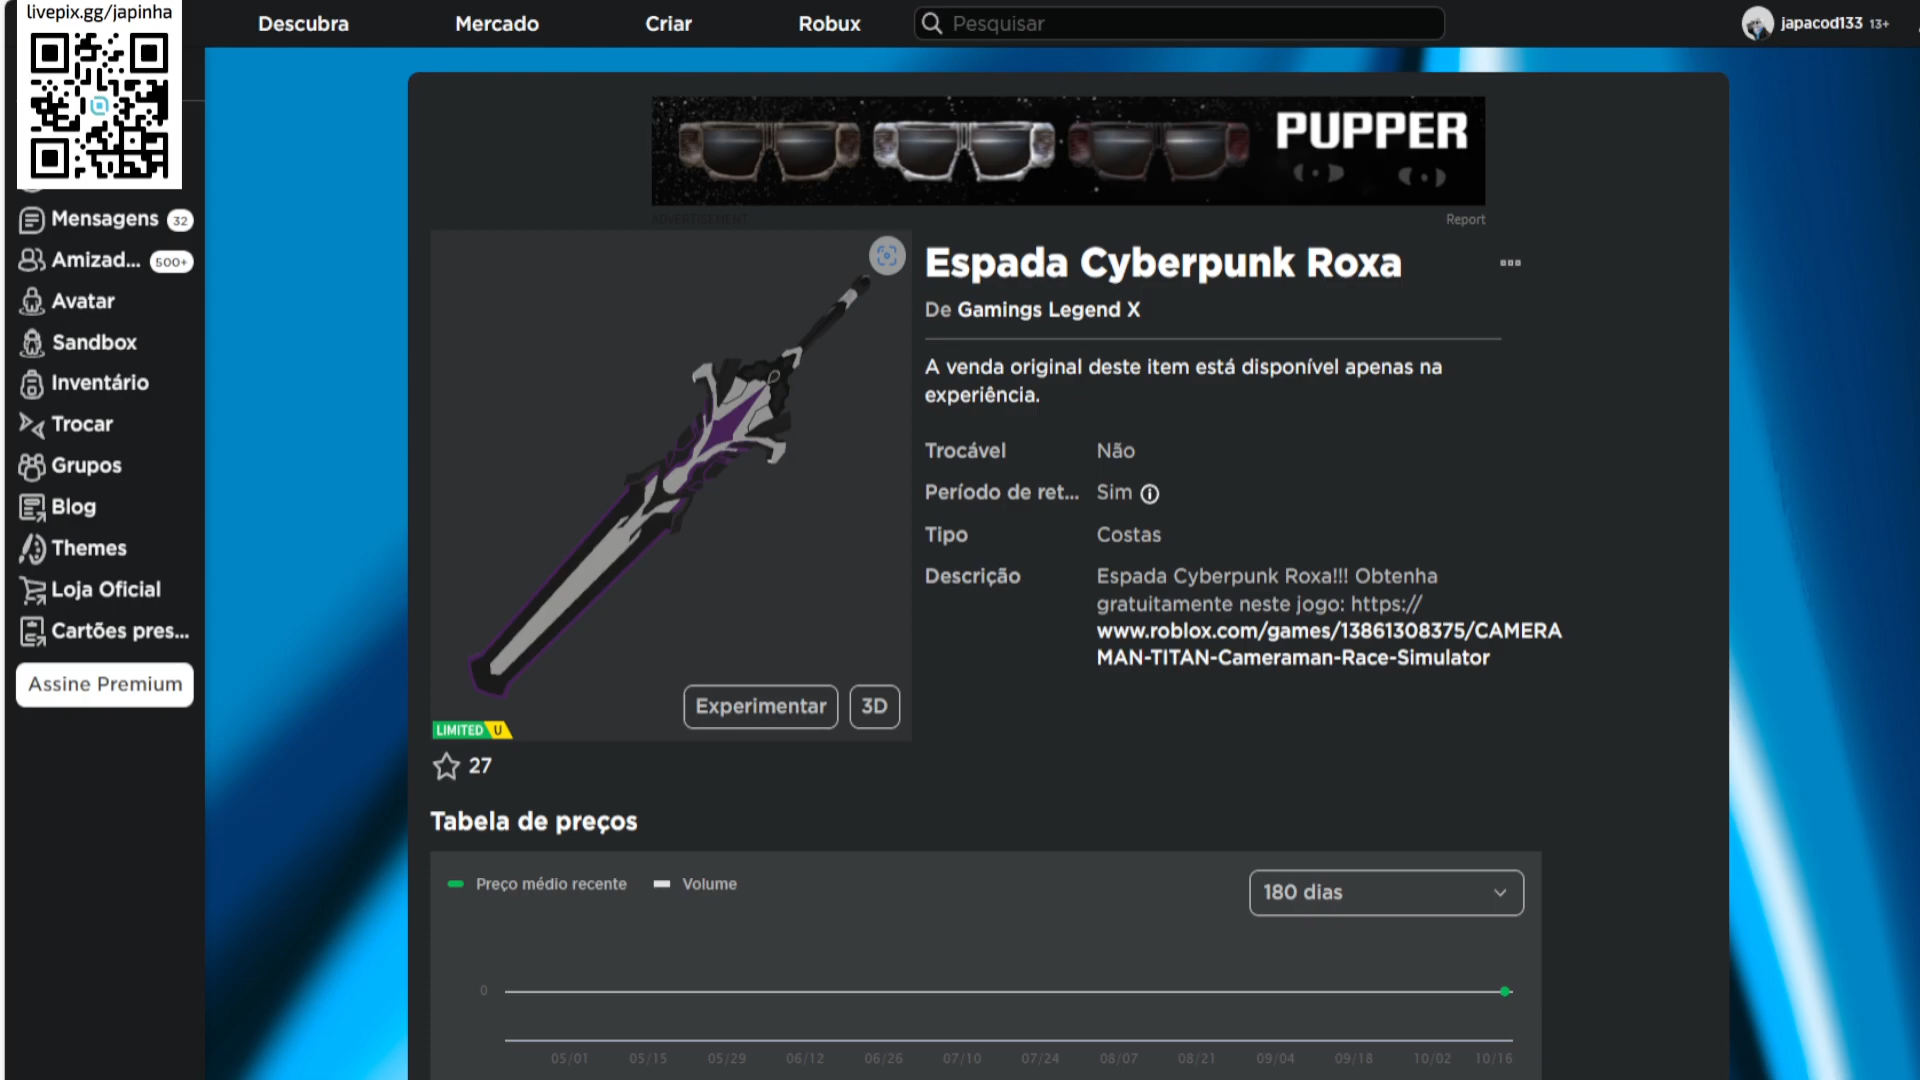 livepix.gg/japinha
Descubra
Mercado
Criar
Robux
Pesquisar
japacod133 13+
Mensagens 32
Amizad... 500+
Avatar
Sandbox
Inventário
Trocar
Grupos
Blog
Themes
Loja Oficial
Cartões pres...
Assine Premium
PUPPER
ADVERTISEMENT
Report
Espada Cyberpunk Roxa
De Gamings Legend X
A venda original deste item está disponível apenas na
experiência.
Trocável Não
Período de ret... Sim
Tipo Costas
Descrição Espada Cyberpunk Roxa!!! Obtenha
gratuitamente neste jogo: https://
www.roblox.com/games/13861308375/CAMERA
MAN-TITAN-Cameraman-Race-Simulator
Experimentar
3D
LIMITED U
27
Tabela de preços
Preço médio recente
Volume
180 dias
0
05/01 05/15 05/29 06/12 06/26 07/10 07/24 08/07 08/21 09/04 09/18 10/02 10/16